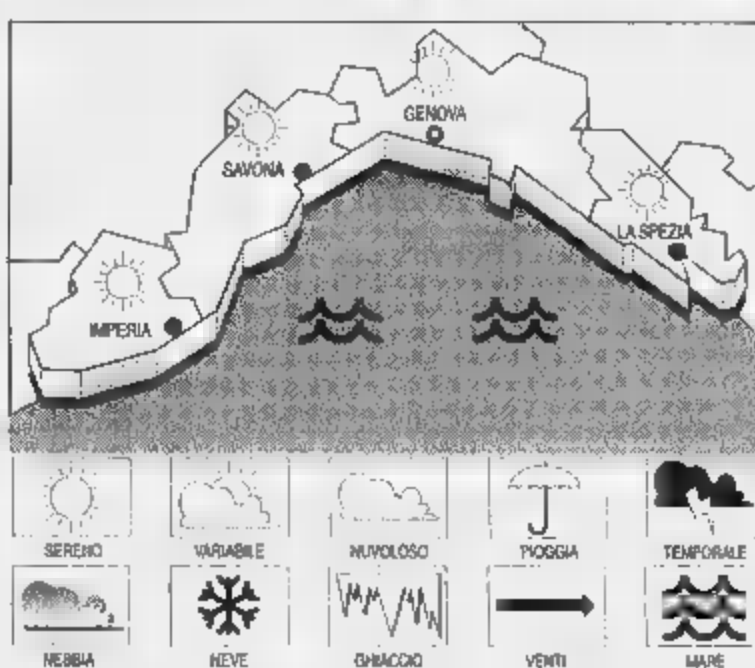 GENOVA
SAVONA
LA SPEZIA
IMPERIA
SERENO VARIABILE NUVOLOSO PIOGGIA TEMPORALE
NEBBIA NEVE GHIACCIO VENTI MARE